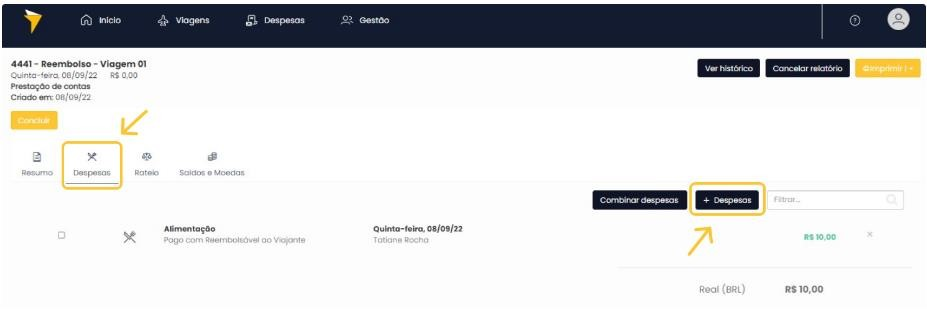 Início Viagens Despesas Gestão
4441 - Reembolso - Viagem 01
Quinta-feira, 08/09/22 R$ 0,00
Prestação de contas
Criado em: 08/09/22
Ver histórico Cancelar relatório Imprimir
Concluir
Resumo Despesas Rateio Saldos e Moedas
Combinar despesas + Despesas Filtrar...
Alimentação Quinta-feira, 08/09/22
Pago com Reembolsável ao Viajante Tatiane Rocha R$ 10,00 ×
Real (BRL) R$ 10,00